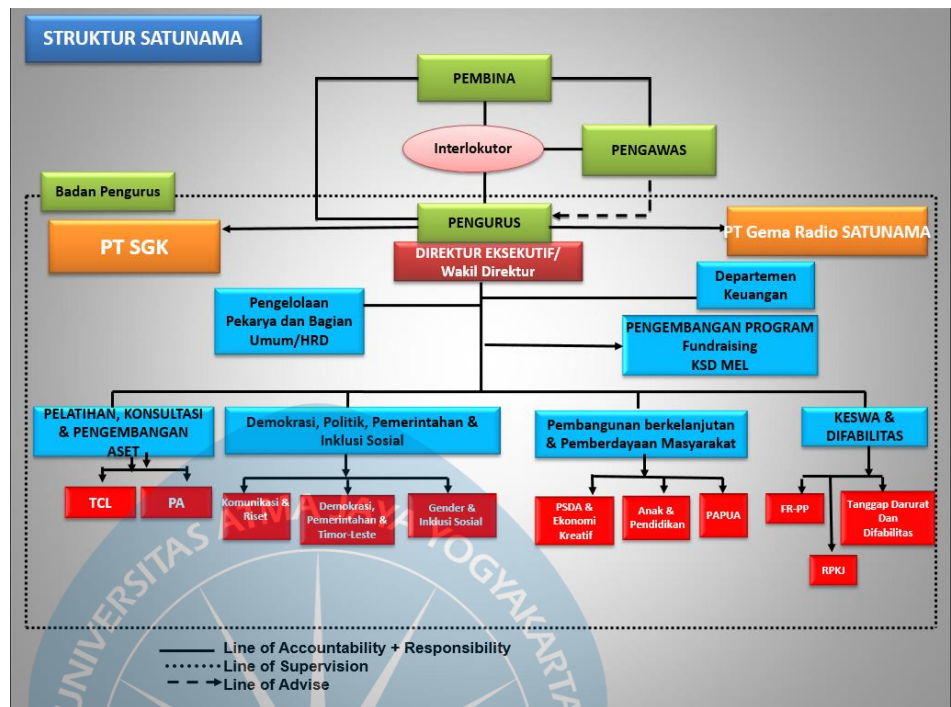 STRUKTUR SATUNAMA
PEMBINA
Interlokutor
PENGAWAS
Badan Pengurus
PENGURUS
PT SGK
PT Gema Radio SATUNAMA
DIREKTUR EKSEKUTIF/
Wakil Direktur
Pengelolaan
Pekarya dan Bagian
Umum/HRD
Departemen
Keuangan
PENGEMBANGAN PROGRAM
Fundraising
KSD MEL
PELATIHAN, KONSULTASI
& PENGEMBANGAN
ASET
Demokrasi, Politik, Pemerintahan &
Inklusi Sosial
Pembangunan berkelanjutan
& Pemberdayaan Masyarakat
KESWA &
DIFABILITAS
TCL
PA
Komunikasi &
Riset
Demokrasi,
Pemerintahan &
Timor-Leste
Gender &
Inklusi Sosial
PSDA &
Ekonomi
Kreatif
Anak &
Pendidikan
PAPUA
FR-PP
RPKJ
Tanggap Darurat
Dan
Difabilitas
UNIVERSITAS ATMA JAYA YOGYAKARTA
Line of Accountability + Responsibility
Line of Supervision
Line of Advise